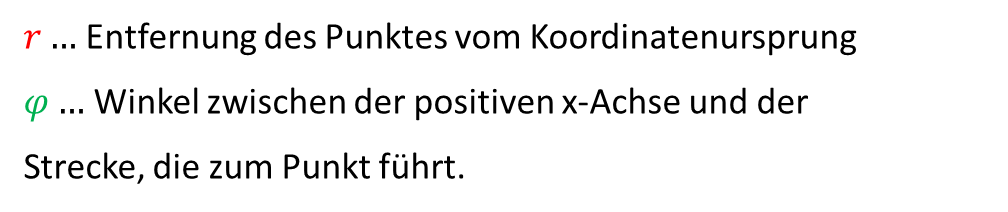 r ... Entfernung des Punktes vom Koordinatenursprung
φ ... Winkel zwischen der positiven x-Achse und der
Strecke, die zum Punkt führt.